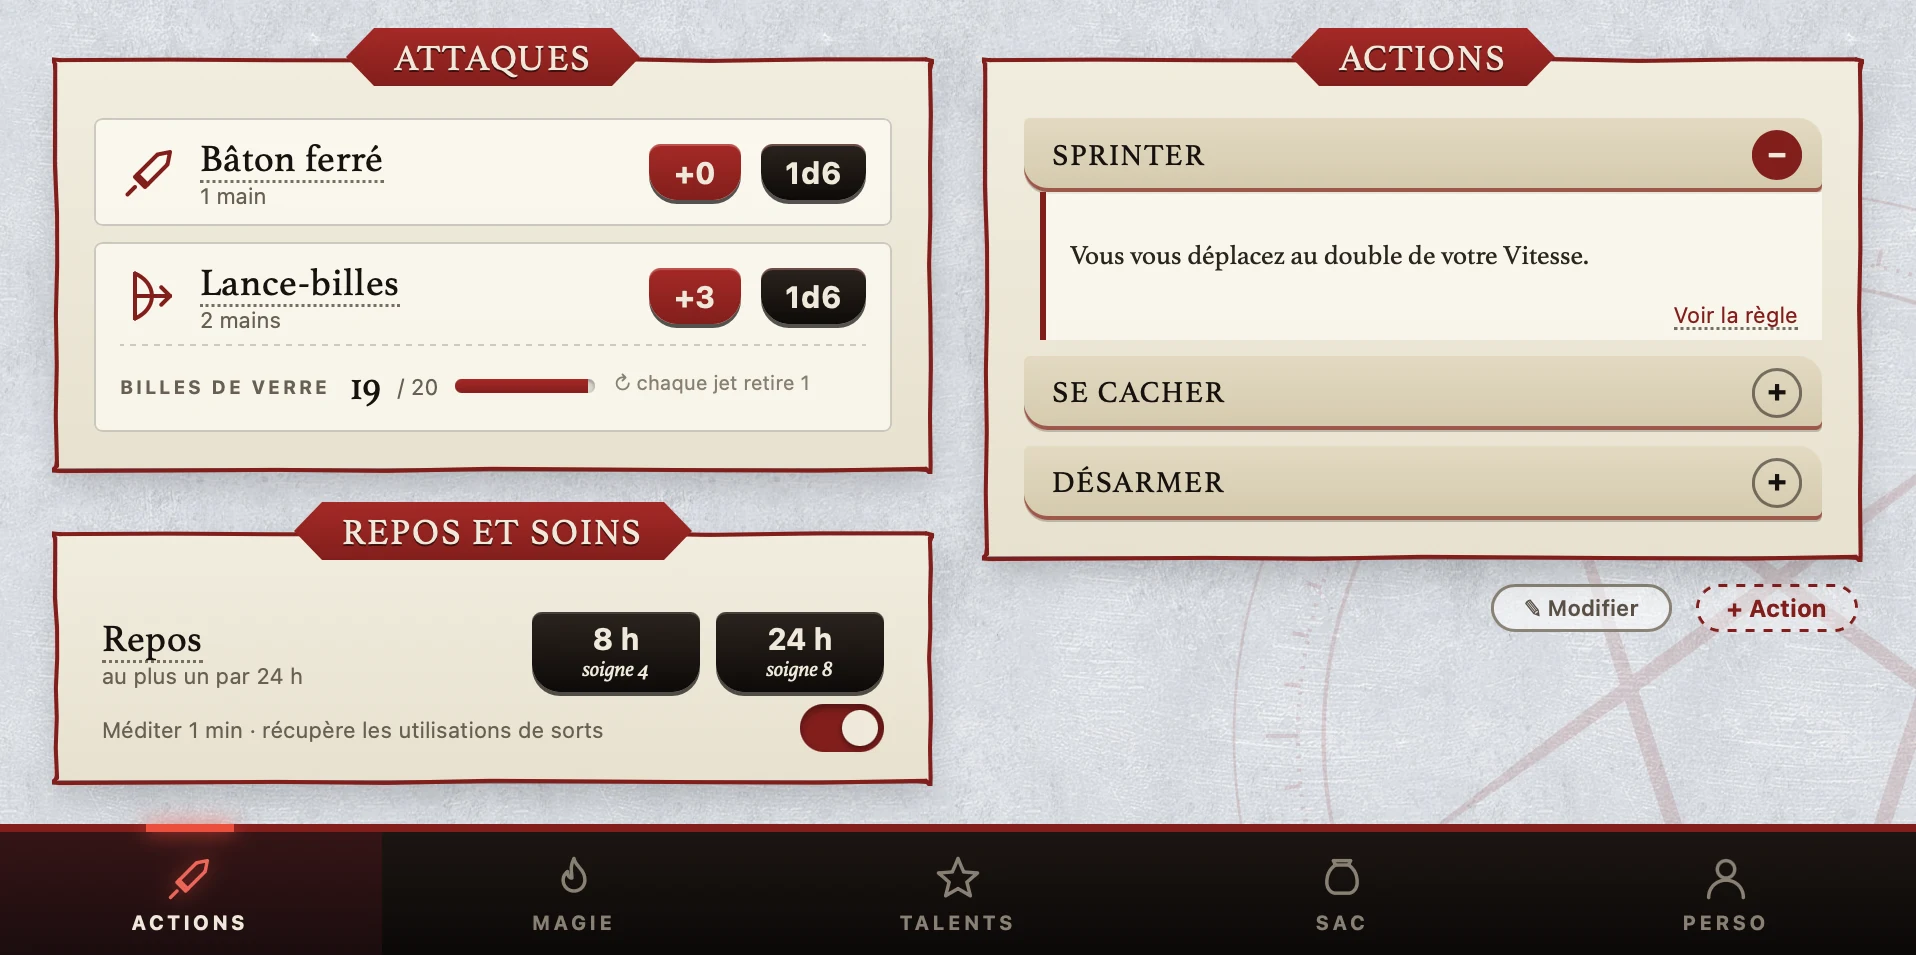 ATTAQUES
Bâton ferré
1 main
+0
1d6
Lance-billes
2 mains
+3
1d6
BILLES DE VERRE 19 / 20 ↻ chaque jet retire 1
REPOS ET SOINS
Repos
au plus un par 24 h
8 h
soigne 4
24 h
soigne 8
Méditer 1 min · récupère les utilisations de sorts
ACTIONS
SPRINTER
Vous vous déplacez au double de votre Vitesse.
Voir la règle
SE CACHER
DÉSARMER
✎ Modifier
+ Action
ACTIONS
MAGIE
TALENTS
SAC
PERSO